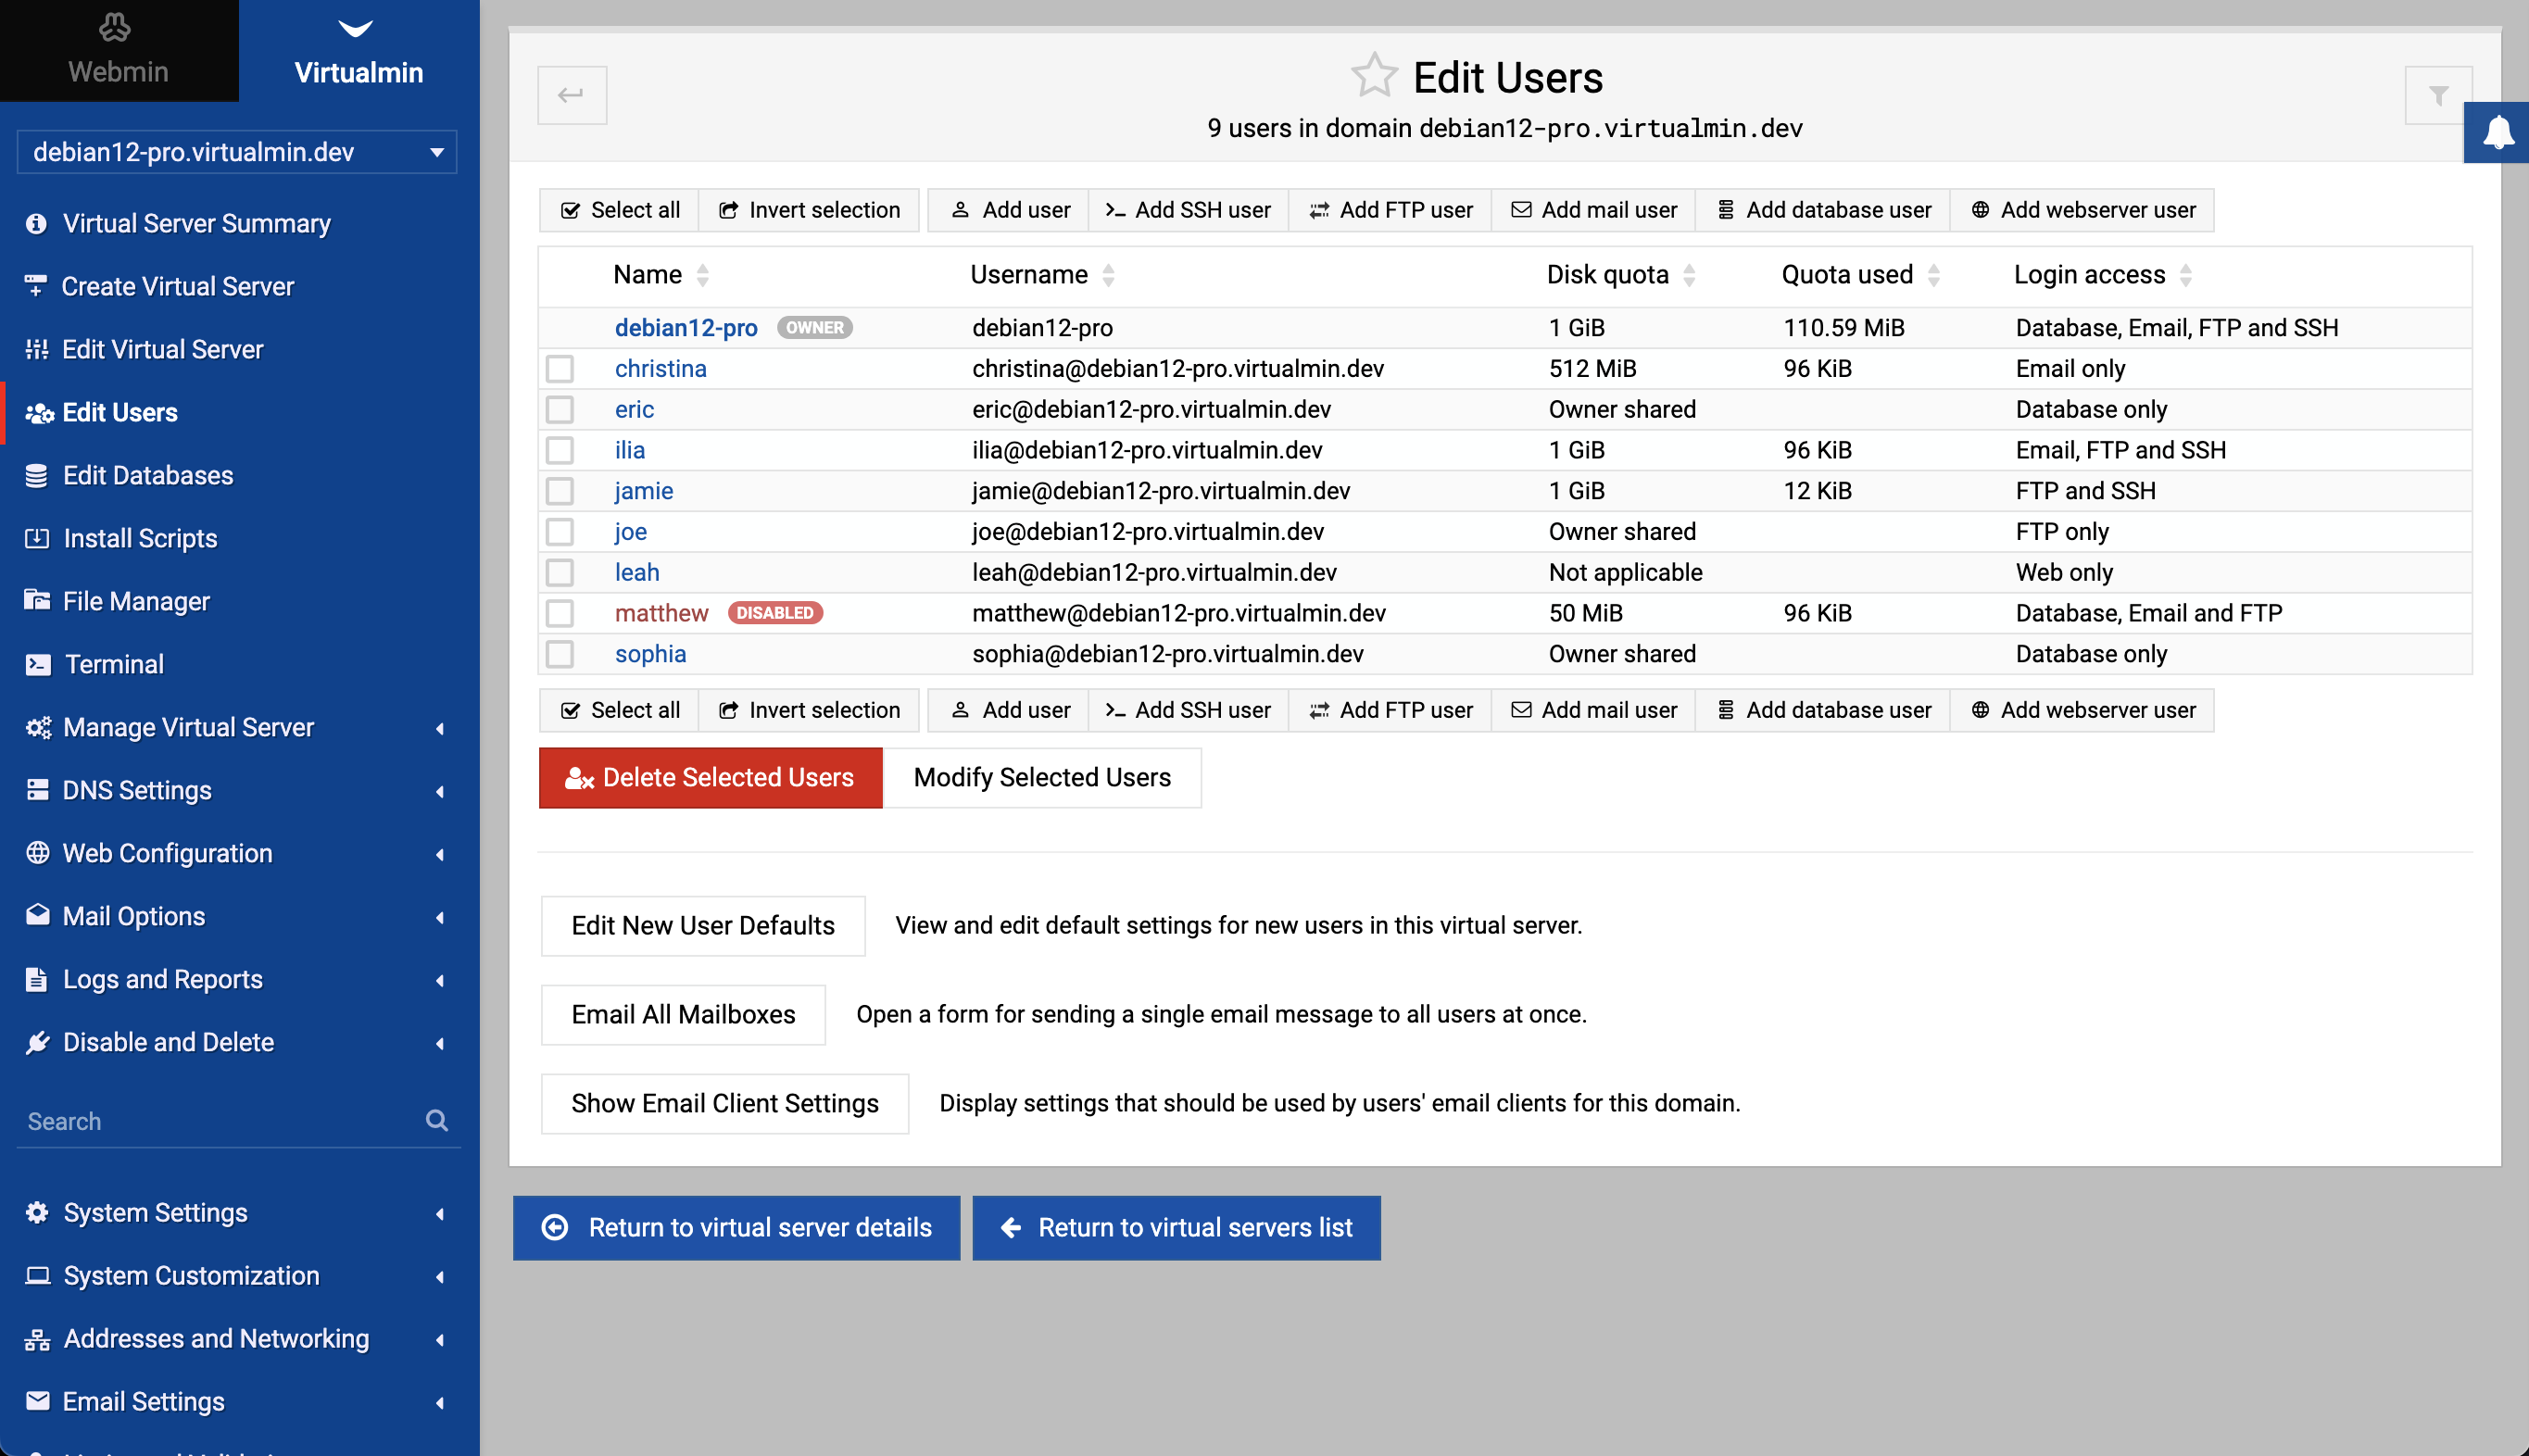 Webmin
Virtualmin
debian12-pro.virtualmin.dev
Virtual Server Summary
Create Virtual Server
Edit Virtual Server
Edit Users
Edit Databases
Install Scripts
File Manager
Terminal
Manage Virtual Server
DNS Settings
Web Configuration
Mail Options
Logs and Reports
Disable and Delete
Search
System Settings
System Customization
Addresses and Networking
Email Settings
Edit Users
9 users in domain debian12-pro.virtualmin.dev
Select all Invert selection Add user Add SSH user Add FTP user Add mail user Add database user Add webserver user
Name Username Disk quota Quota used Login access
debian12-pro OWNER debian12-pro 1 GiB 110.59 MiB Database, Email, FTP and SSH
christina christina@debian12-pro.virtualmin.dev 512 MiB 96 KiB Email only
eric eric@debian12-pro.virtualmin.dev Owner shared Database only
ilia ilia@debian12-pro.virtualmin.dev 1 GiB 96 KiB Email, FTP and SSH
jamie jamie@debian12-pro.virtualmin.dev 1 GiB 12 KiB FTP and SSH
joe joe@debian12-pro.virtualmin.dev Owner shared FTP only
leah leah@debian12-pro.virtualmin.dev Not applicable Web only
matthew DISABLED matthew@debian12-pro.virtualmin.dev 50 MiB 96 KiB Database, Email and FTP
sophia sophia@debian12-pro.virtualmin.dev Owner shared Database only
Select all Invert selection Add user Add SSH user Add FTP user Add mail user Add database user Add webserver user
Delete Selected Users Modify Selected Users
Edit New User Defaults View and edit default settings for new users in this virtual server.
Email All Mailboxes Open a form for sending a single email message to all users at once.
Show Email Client Settings Display settings that should be used by users' email clients for this domain.
Return to virtual server details Return to virtual servers list